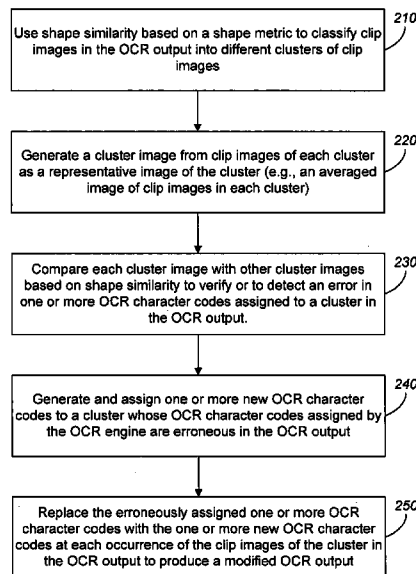 210
Use shape similarity based on a shape metric to classify clip
images in the OCR output into different clusters of clip
images
220
Generate a cluster image from clip images of each cluster
as a representative image of the cluster (e.g., an averaged
image of clip images in each cluster)
230
Compare each cluster image with other cluster images
based on shape similarity to verify or to detect an error in
one or more OCR character codes assigned to a cluster in
the OCR output.
240
Generate and assign one or more new OCR character
codes to a cluster whose OCR character codes assigned by
the OCR engine are erroneous in the OCR output
250
Replace the erroneously assigned one or more OCR
character codes with the one or more new OCR character
codes at each occurrence of the clip images of the cluster
in the OCR output to produce a modified OCR output